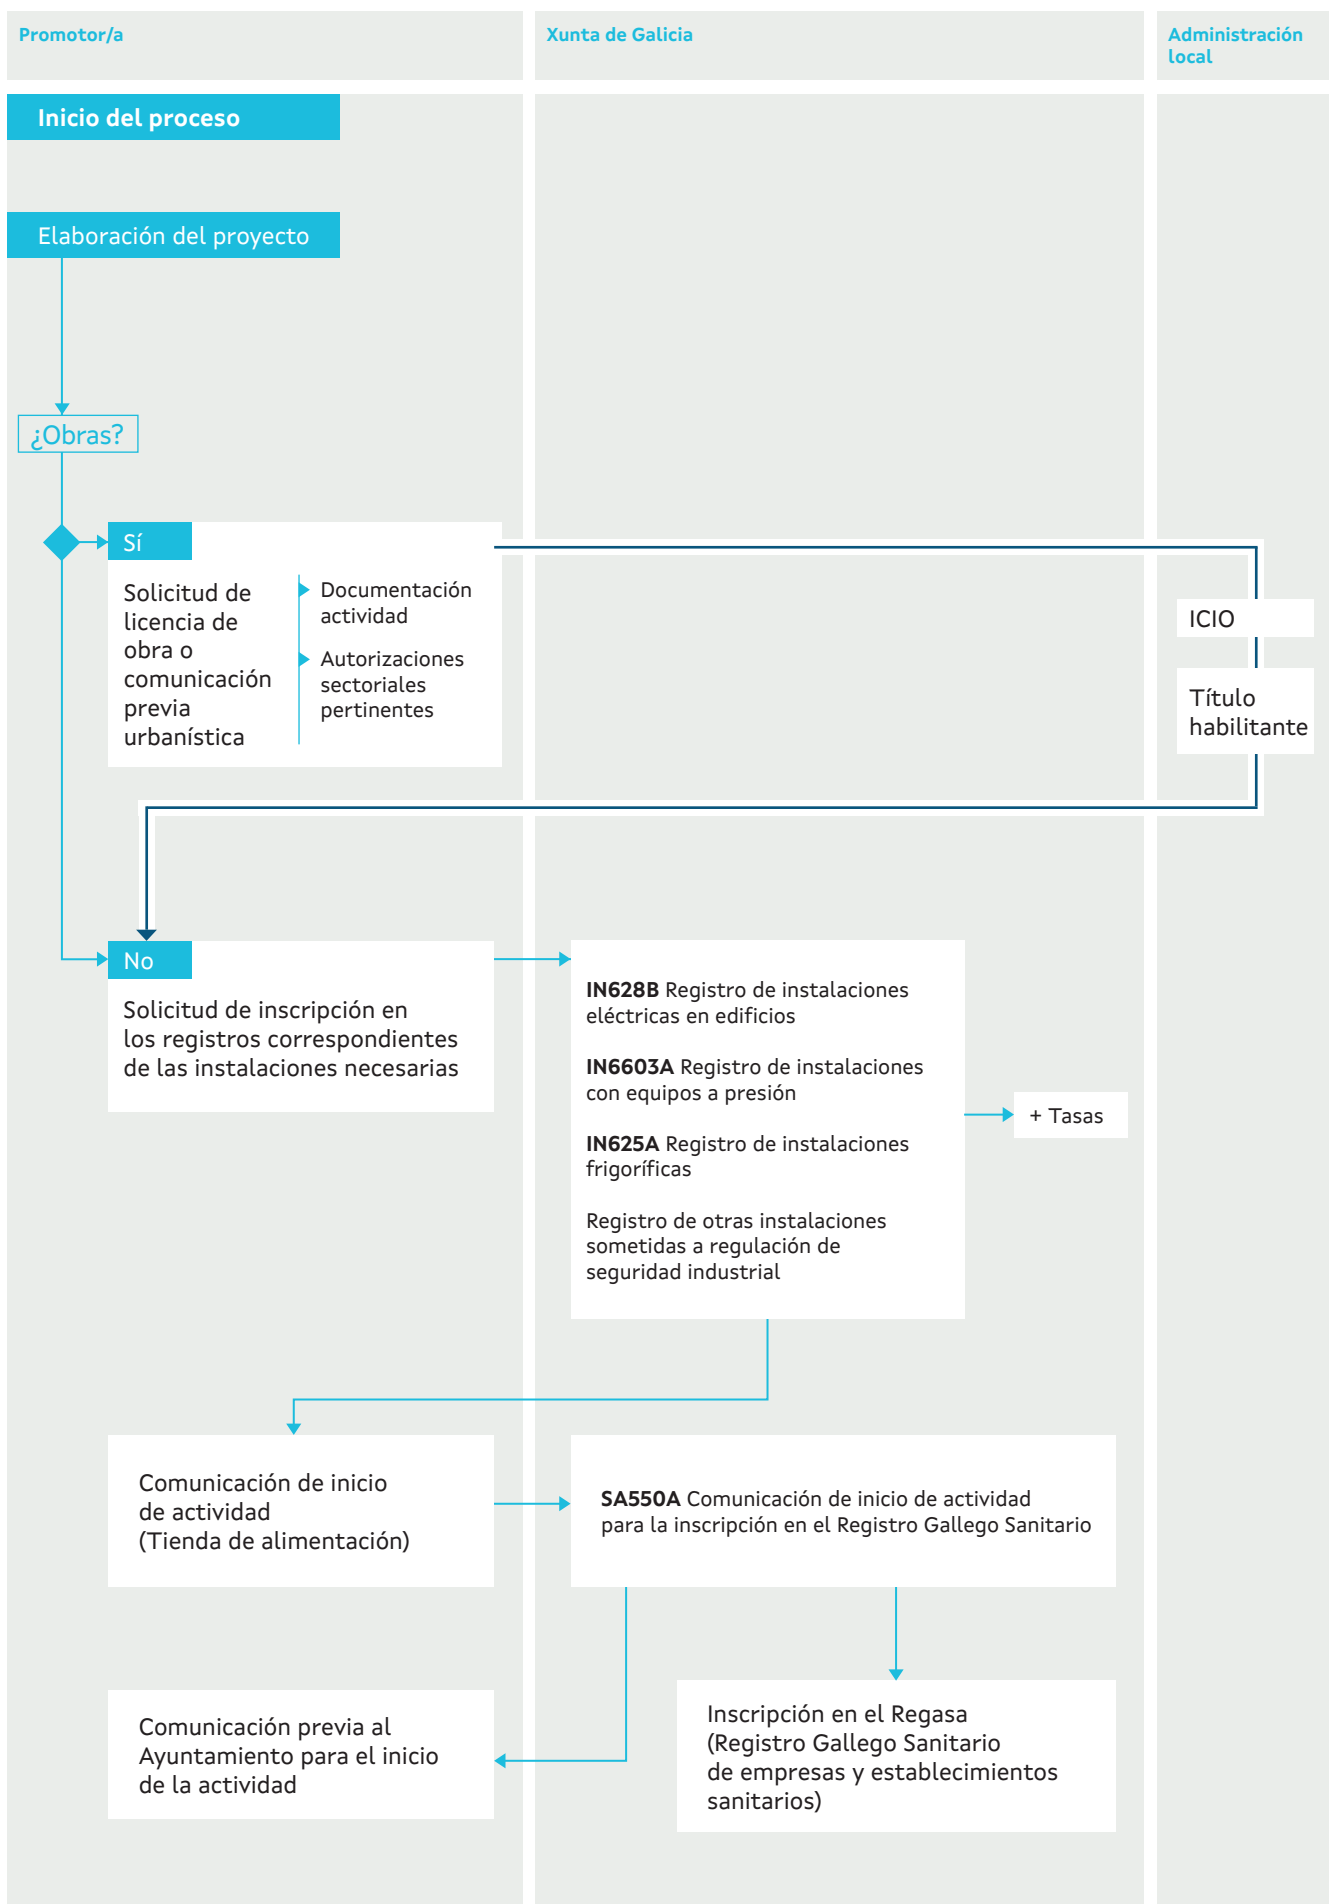 Promotor/a
Xunta de Galicia
Administración
local
Inicio del proceso
Elaboración del proyecto
¿Obras?
Sí
Solicitud de
licencia de
obra o
comunicación
previa
urbanística
Documentación
actividad
Autorizaciones
sectoriales
pertinentes
ICIO
Título
habilitante
No
Solicitud de inscripción en
los registros correspondientes
de las instalaciones necesarias
IN628B Registro de instalaciones
eléctricas en edificios
IN6603A Registro de instalaciones
con equipos a presión
IN625A Registro de instalaciones
frigoríficas
Registro de otras instalaciones
sometidas a regulación de
seguridad industrial
+ Tasas
Comunicación de inicio
de actividad
(Tienda de alimentación)
SA550A Comunicación de inicio de actividad
para la inscripción en el Registro Gallego Sanitario
Comunicación previa al
Ayuntamiento para el inicio
de la actividad
Inscripción en el Regasa
(Registro Gallego Sanitario
de empresas y establecimientos
sanitarios)